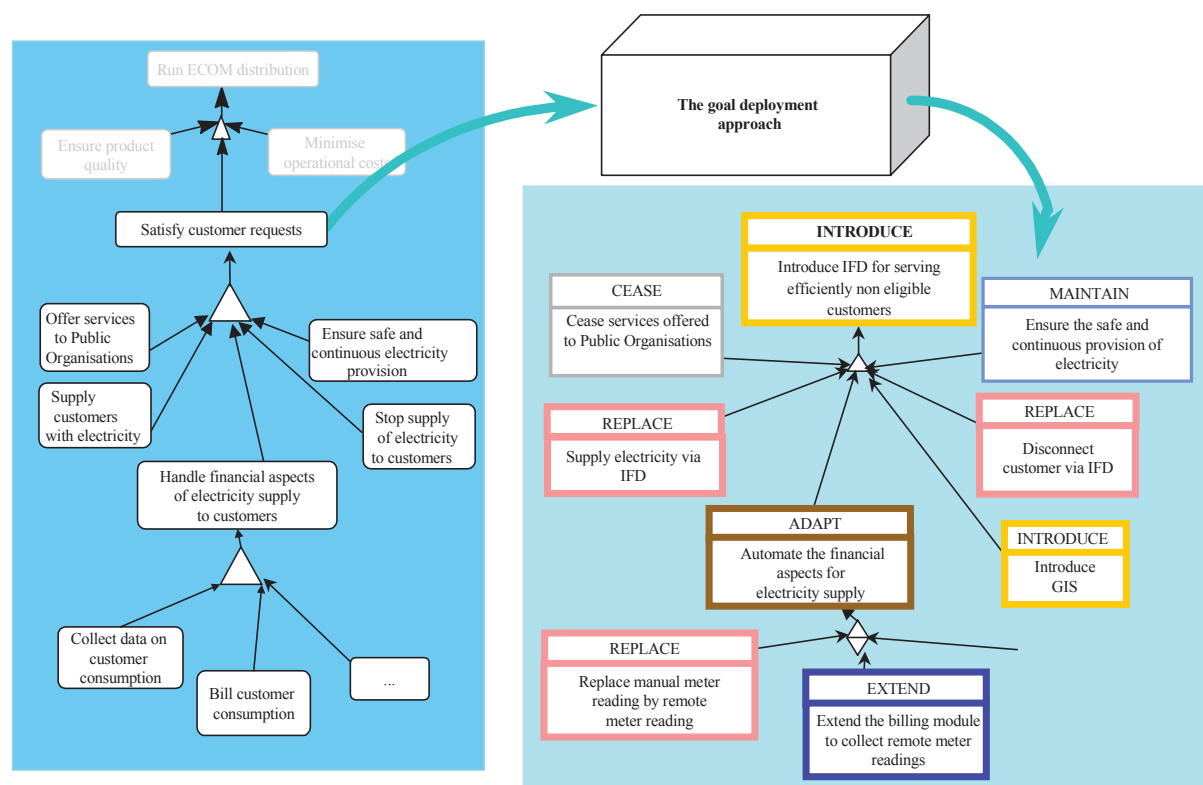 Run ECOM distribution
Ensure product
quality
Minimise
operational costs
Satisfy customer requests
Offer services
to Public
Organisations
Ensure safe and
continuous electricity
provision
Supply
customers
with electricity
Stop supply
of electricity
to customers
Handle financial aspects
of electricity supply
to customers
Collect data on
customer
consumption
Bill customer
consumption
...
The goal deployment
approach
INTRODUCE
Introduce IFD for serving
efficiently non eligible
customers
CEASE
Cease services offered
to Public Organisations
MAINTAIN
Ensure the safe and
continuous provision of
electricity
REPLACE
Supply electricity via
IFD
REPLACE
Disconnect
customer via IFD
ADAPT
Automate the financial
aspects for
electricity supply
INTRODUCE
Introduce
GIS
REPLACE
Replace manual meter
reading by remote
meter reading
EXTEND
Extend the billing module
to collect remote meter
readings